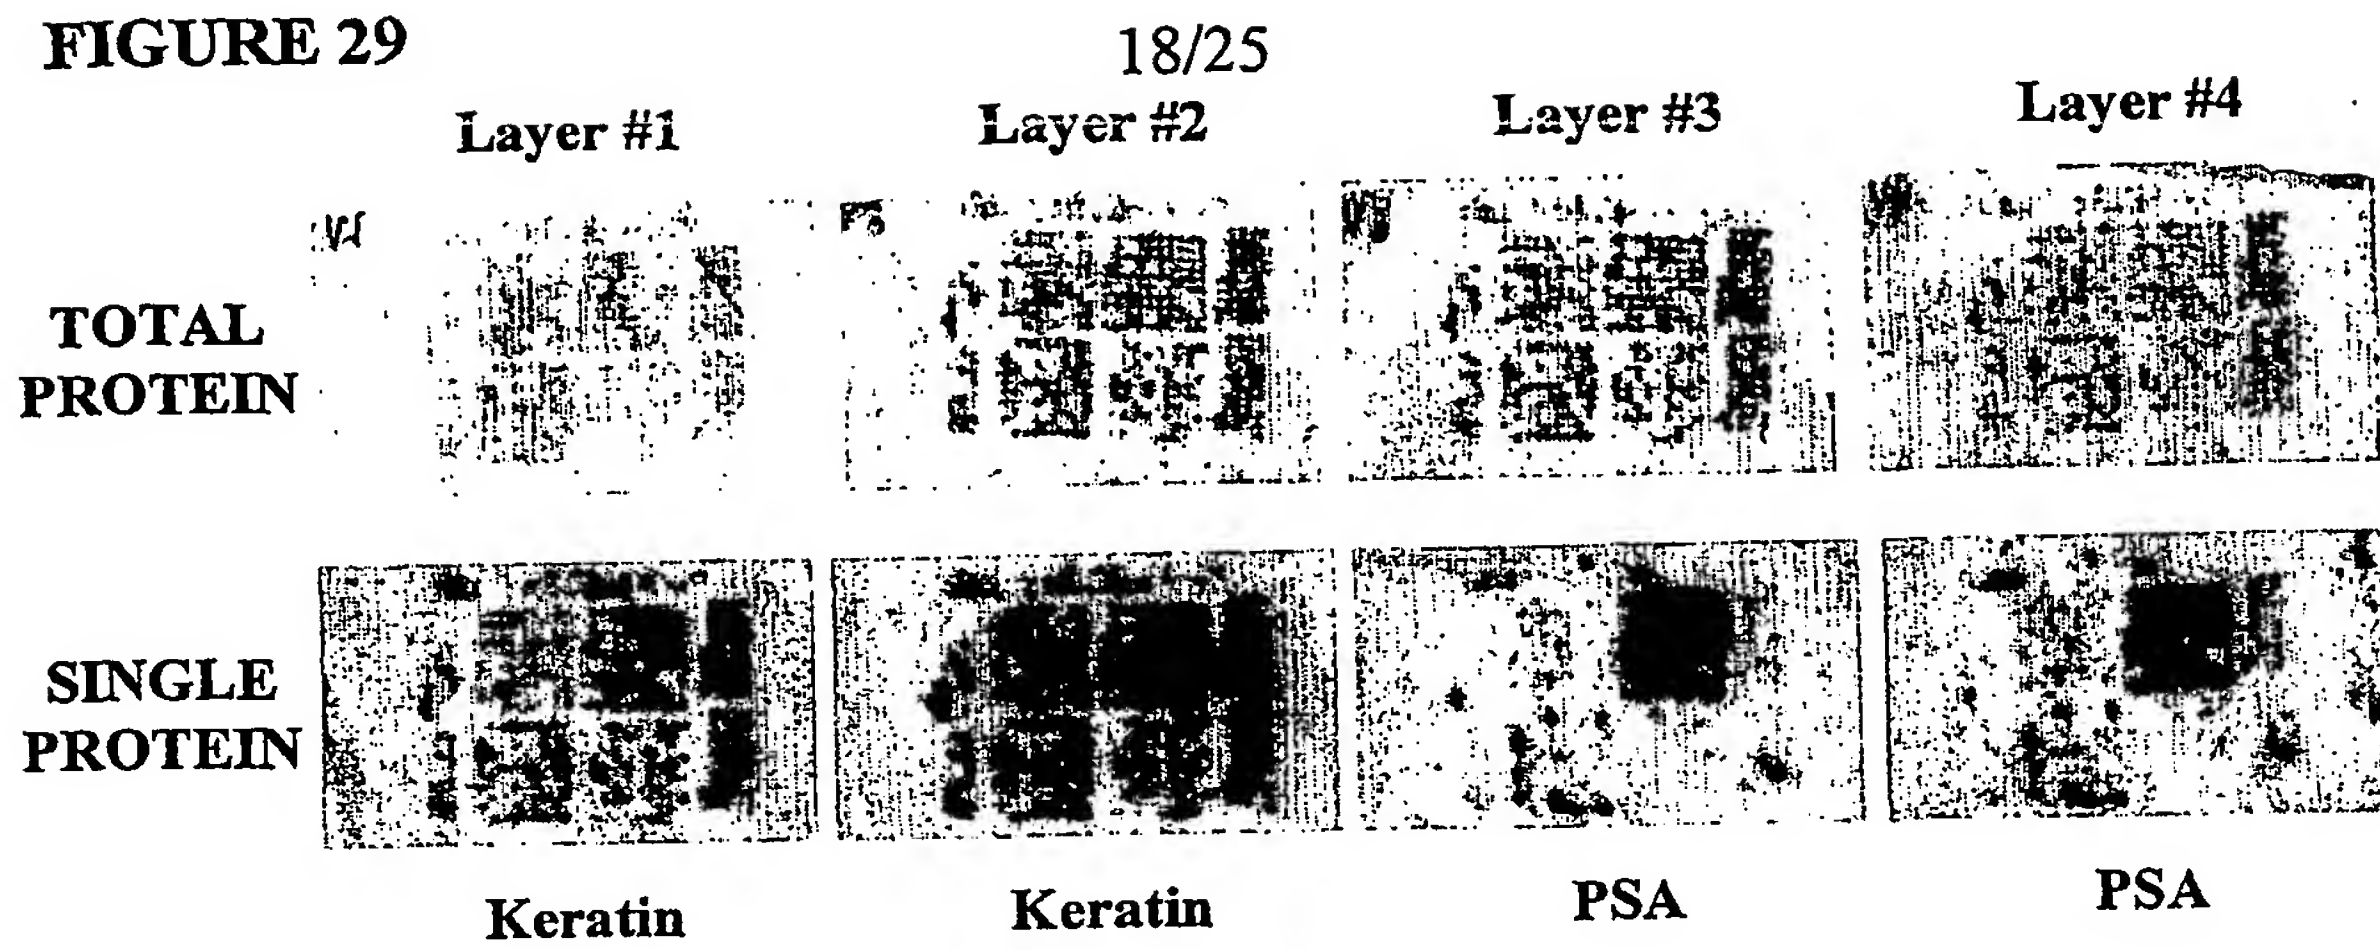 FIGURE 29
18/25
Layer #1 Layer #2 Layer #3 Layer #4
TOTAL
PROTEIN
SINGLE
PROTEIN
Keratin Keratin PSA PSA